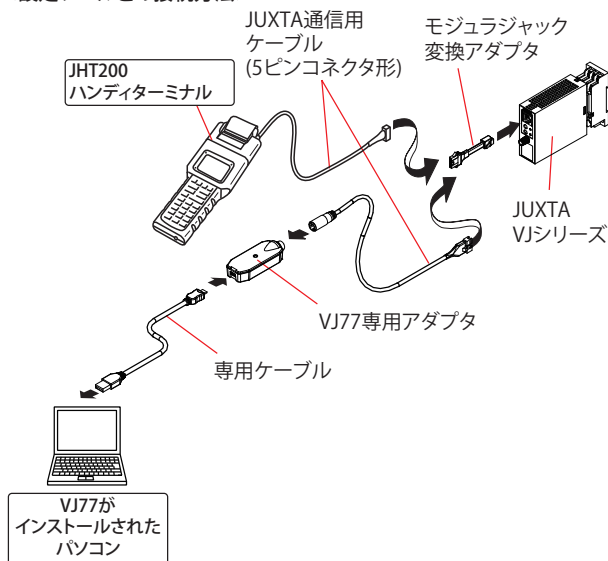 JUXTA通信用
ケーブル
(5ピンコネクタ形)
モジュラジャック
変換アダプタ
JHT200
ハンディターミナル
JUXTA
VJシリーズ
VJ77専用アダプタ
専用ケーブル
VJ77が
インストールされた
パソコン